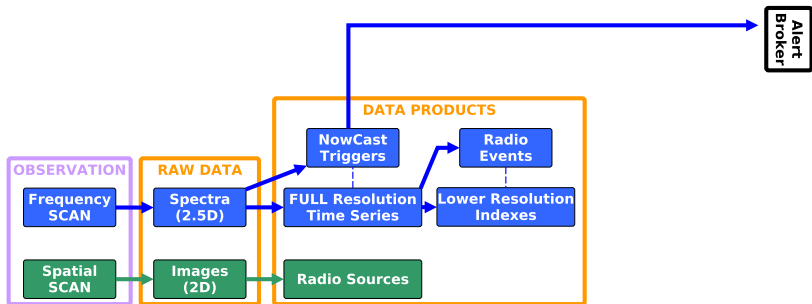 Alert
Broker
DATA PRODUCTS
NowCast
Triggers
Radio
Events
OBSERVATION
RAW DATA
Frequency
SCAN
Spectra
(2.5D)
FULL Resolution
Time Series
Lower Resolution
Indexes
Spatial
SCAN
Images
(2D)
Radio Sources